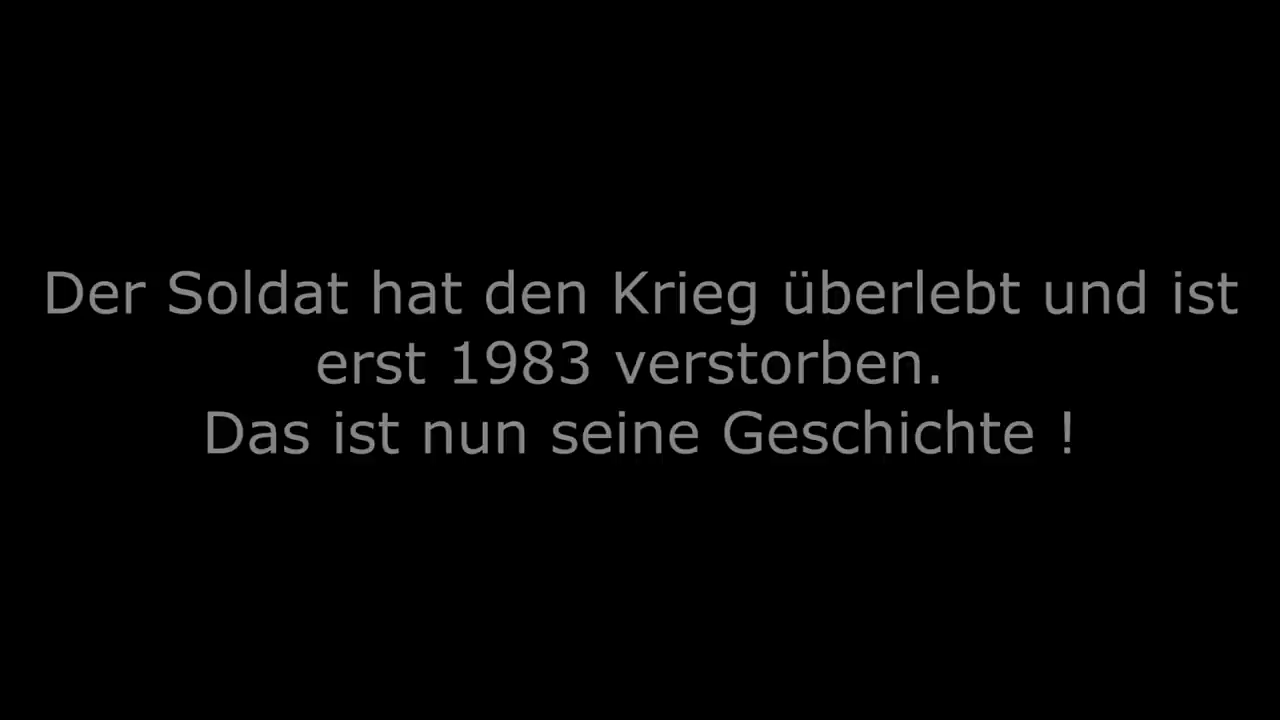 Der Soldat hat den Krieg überlebt und ist
erst 1983 verstorben.
Das ist nun seine Geschichte !